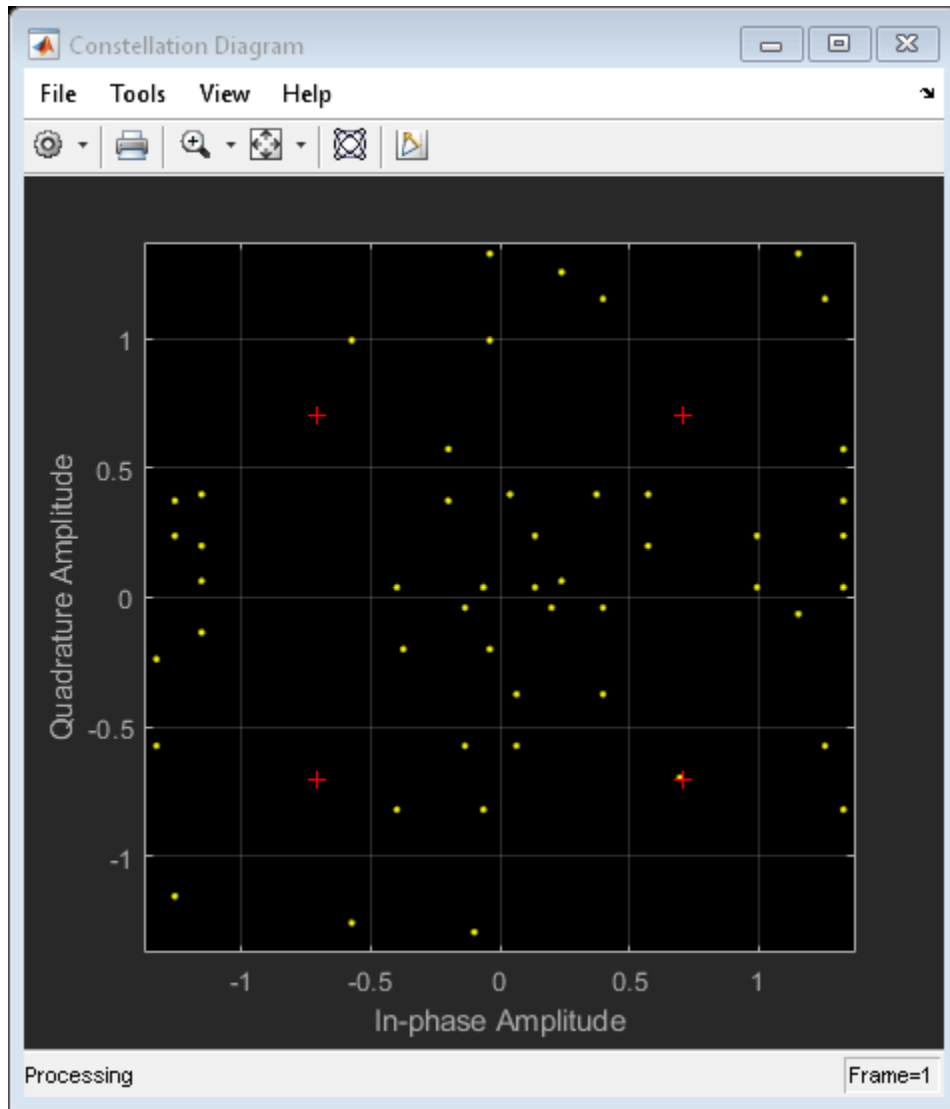 Constellation Diagram
File Tools View Help
1
0.5
0
-0.5
-1
Quadrature Amplitude
-1 -0.5 0 0.5 1
In-phase Amplitude
Processing Frame=1